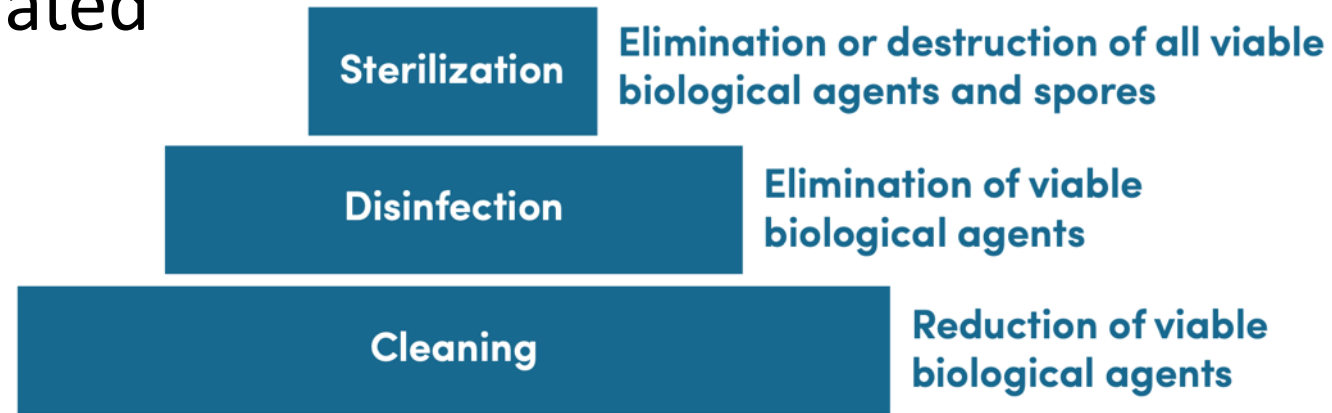 ated
Sterilization
Elimination or destruction of all viable
biological agents and spores
Disinfection
Elimination of viable
biological agents
Cleaning
Reduction of viable
biological agents